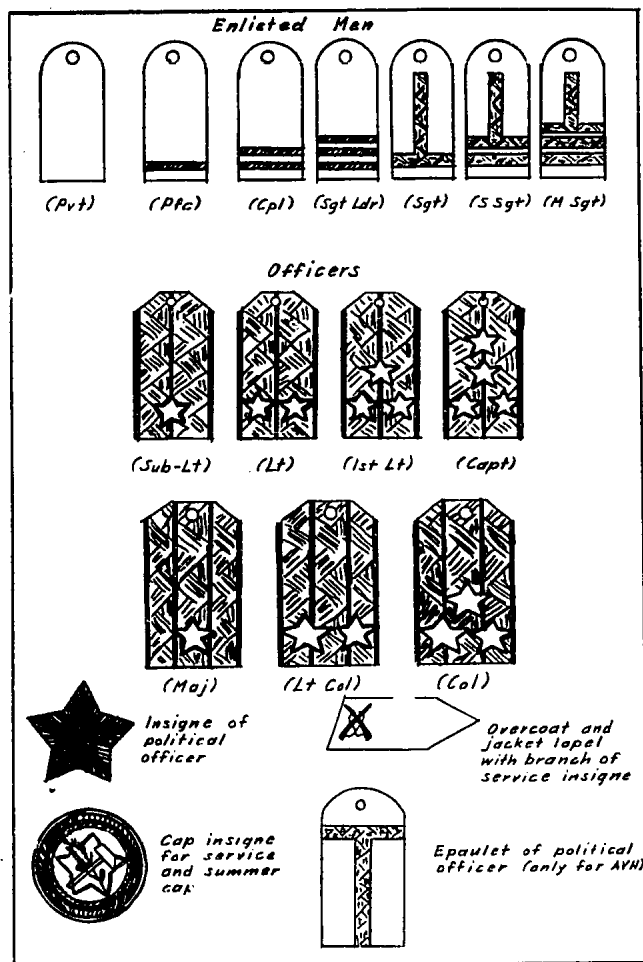 Enlisted Men
(Pvt) (Pfc) (Cpl) (Sgt Ldr) (Sgt) (S Sgt) (M Sgt)
Officers
(Sub-Lt) (Lt) (1st Lt) (Capt)
(Maj) (Lt Col) (Col)
Insigne of
political
officer
Overcoat and
jacket lapel
with branch of
service insigne
Cap insigne
for service
and summer
cap
Epaulet of political
officer (only for AVH)